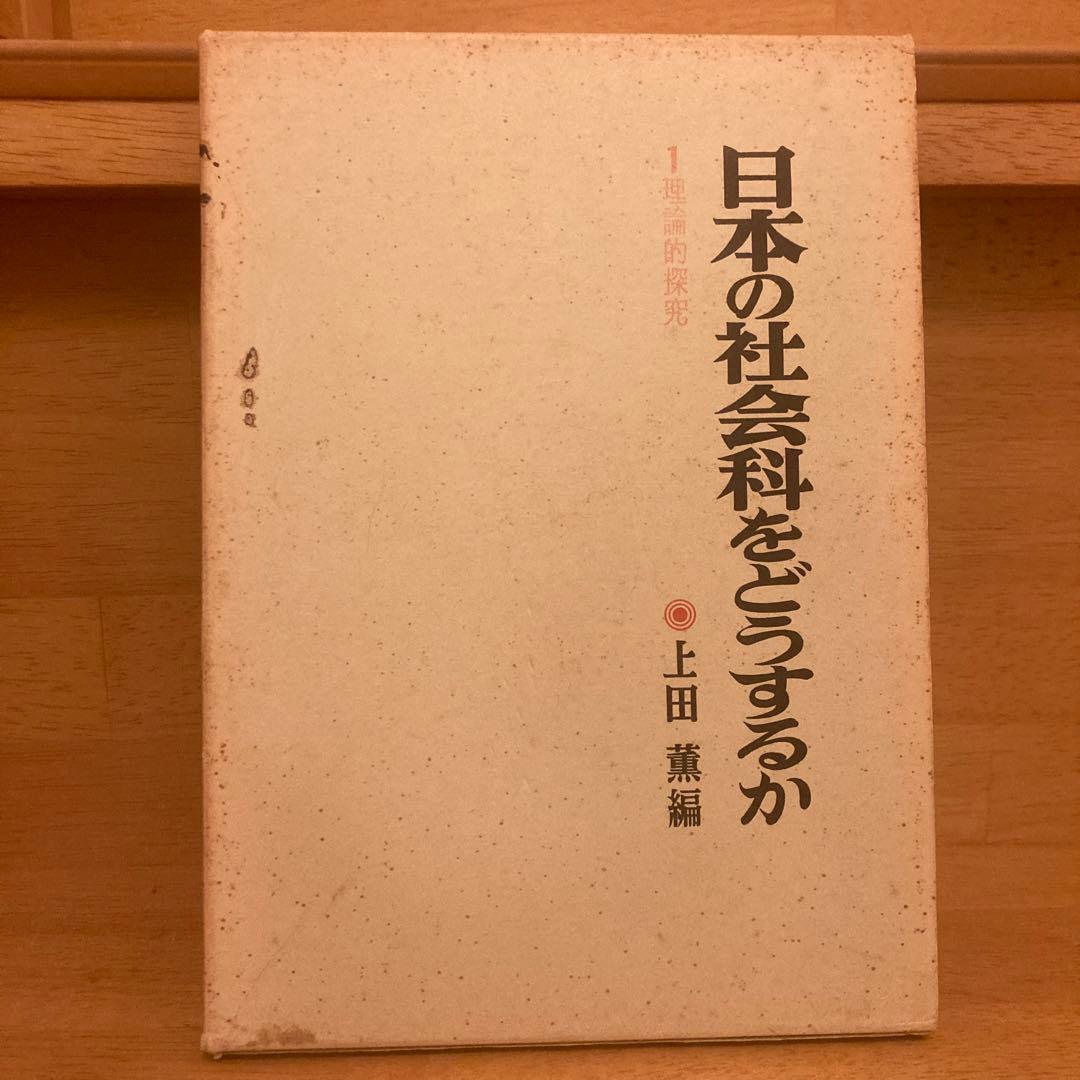 日本の社会科をどうするか
1 理論的探究
上田 薫編